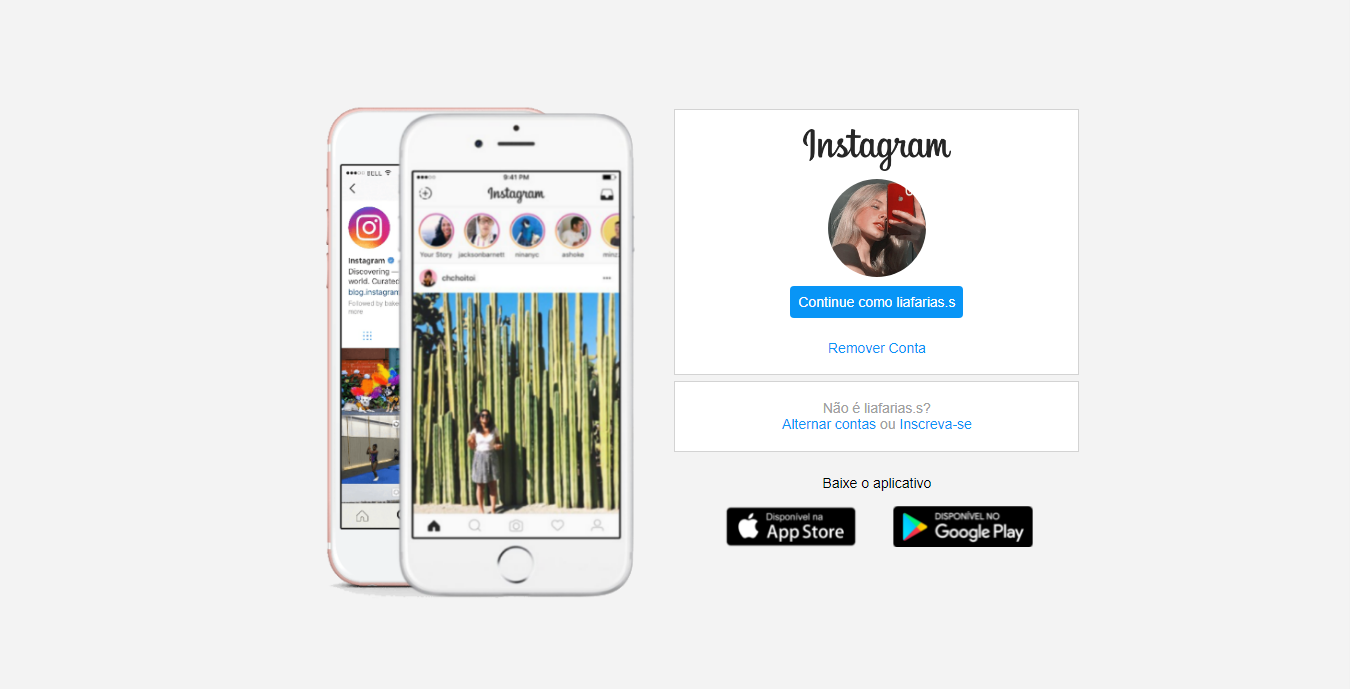 BELL
Instagram
Discovering —
world. Curated
blog.instagram
Followed by bake
more
9:41 PM
Instagram
Your Story jacksonbarnett ninanyc ashoke minz
chchoitoi
Instagram
Continue como liafarias.s
Remover Conta
Não é liafarias.s?
Alternar contas ou Inscreva-se
Baixe o aplicativo
Disponível na
App Store
DISPONÍVEL NO
Google Play